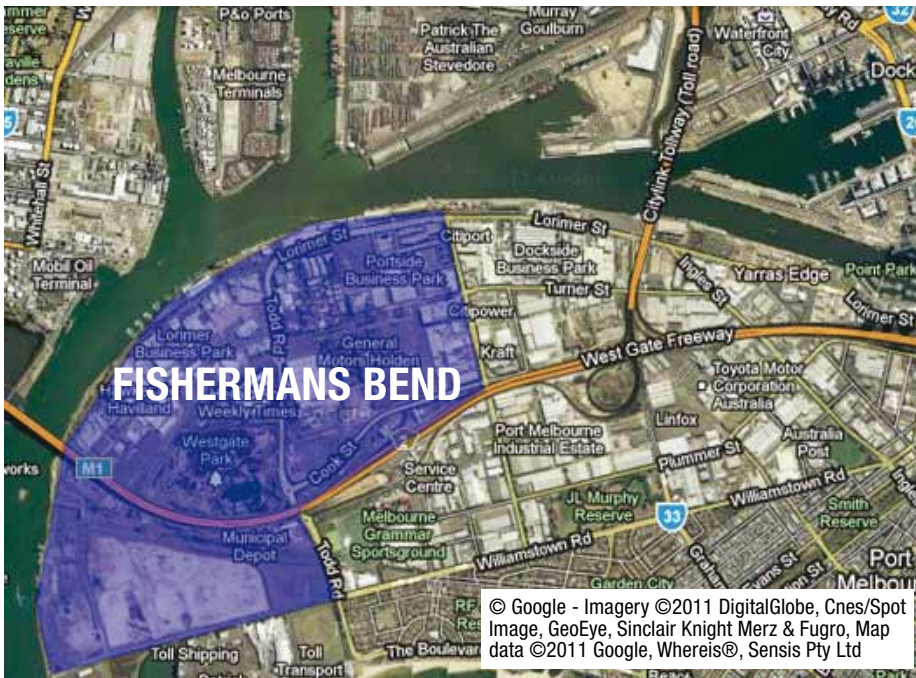 P&O Ports
Murray
Goulburn
Patrick The
Australian
Stevedore
Waterfront
City
32
Melbourne
Terminals
Dock
Citylink Tollway (Toll road)
Whitehall St
Mobil Oil
Terminal
Lorimer St
Citiport
Lorimer St
Dockside
Business Park
Portside
Business Park
Turner St
Ingles St
Yarras Edge
Point Park
Lorimer St
Todd Rd
Citipower
Lorimer
Business Park
General
Motors Holden
Kraft
West Gate Freeway
FISHERMANS BEND
Havilland
Weekly Times
Toyota Motor
Corporation
Australia
Linfox
Westgate
Park
Cook St
Port Melbourne
Industrial Estate
Australia
Post
Plummer St
M1
Service
Centre
Williamstown Rd
JL Murphy
Reserve
33
Smith
Reserve
Melbourne
Grammar
Sportsground
Municipal
Depot
Todd Rd
Williamstown Rd
Garden City
Evans St
Port
Toll Shipping
Toll
Transport
The Boulevar
© Google - Imagery ©2011 DigitalGlobe, Cnes/Spot
Image, GeoEye, Sinclair Knight Merz & Fugro, Map
data ©2011 Google, Whereis®, Sensis Pty Ltd